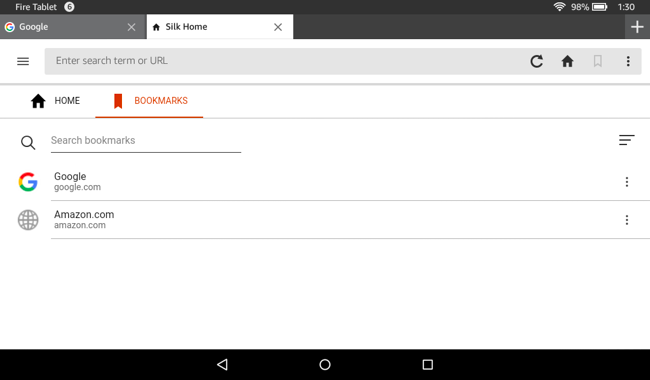 Fire Tablet 6 98% 1:30
Google Silk Home
Enter search term or URL
HOME BOOKMARKS
Search bookmarks
Google
google.com
Amazon.com
amazon.com